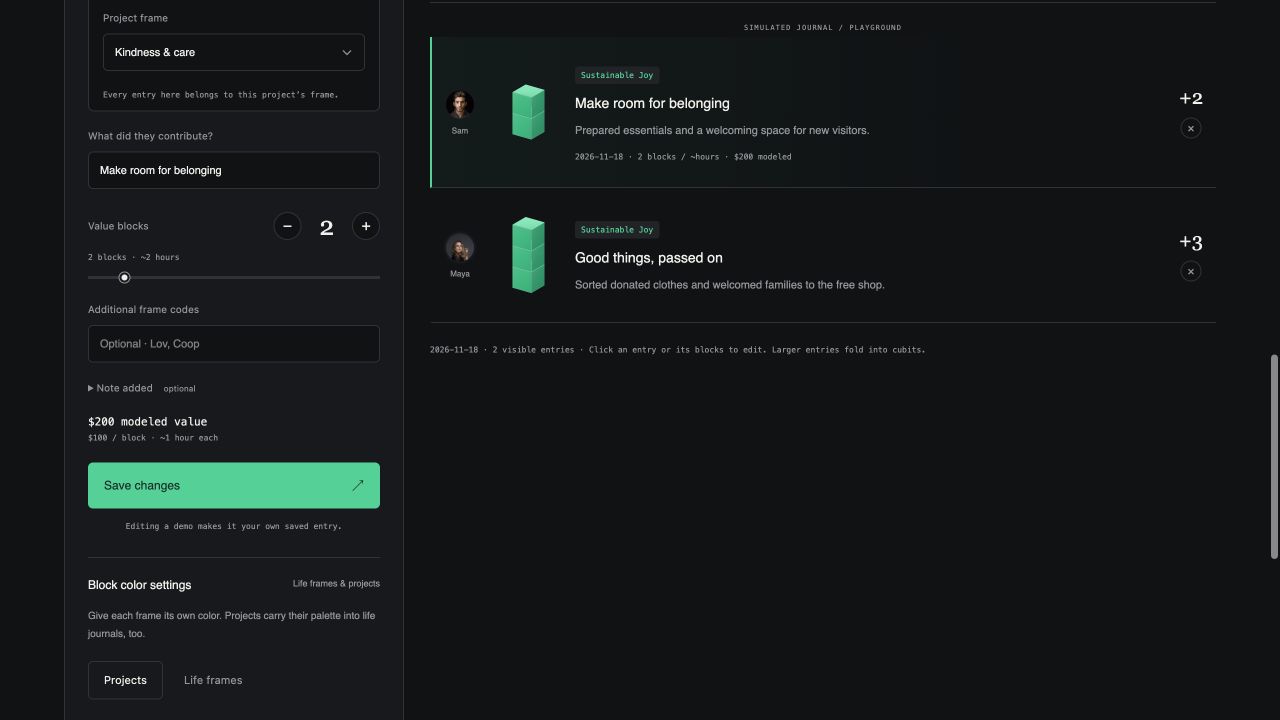 Project frame
Kindness & care
Every entry here belongs to this project's frame.
What did they contribute?
Make room for belonging
Value blocks
− 2 +
2 blocks · ~2 hours
Additional frame codes
Optional · Lov, Coop
Note added optional
$200 modeled value
$100 / block · ~1 hour each
Save changes
Editing a demo makes it your own saved entry.
Block color settings
Life frames & projects
Give each frame its own color. Projects carry their palette into life
journals, too.
Projects
Life frames
SIMULATED JOURNAL / PLAYGROUND
Sam
Sustainable Joy
Make room for belonging
Prepared essentials and a welcoming space for new visitors.
2026-11-18 · 2 blocks / ~hours · $200 modeled
+2
×
Maya
Sustainable Joy
Good things, passed on
Sorted donated clothes and welcomed families to the free shop.
+3
×
2026-11-18 · 2 visible entries · Click an entry or its blocks to edit. Larger entries fold into cubits.